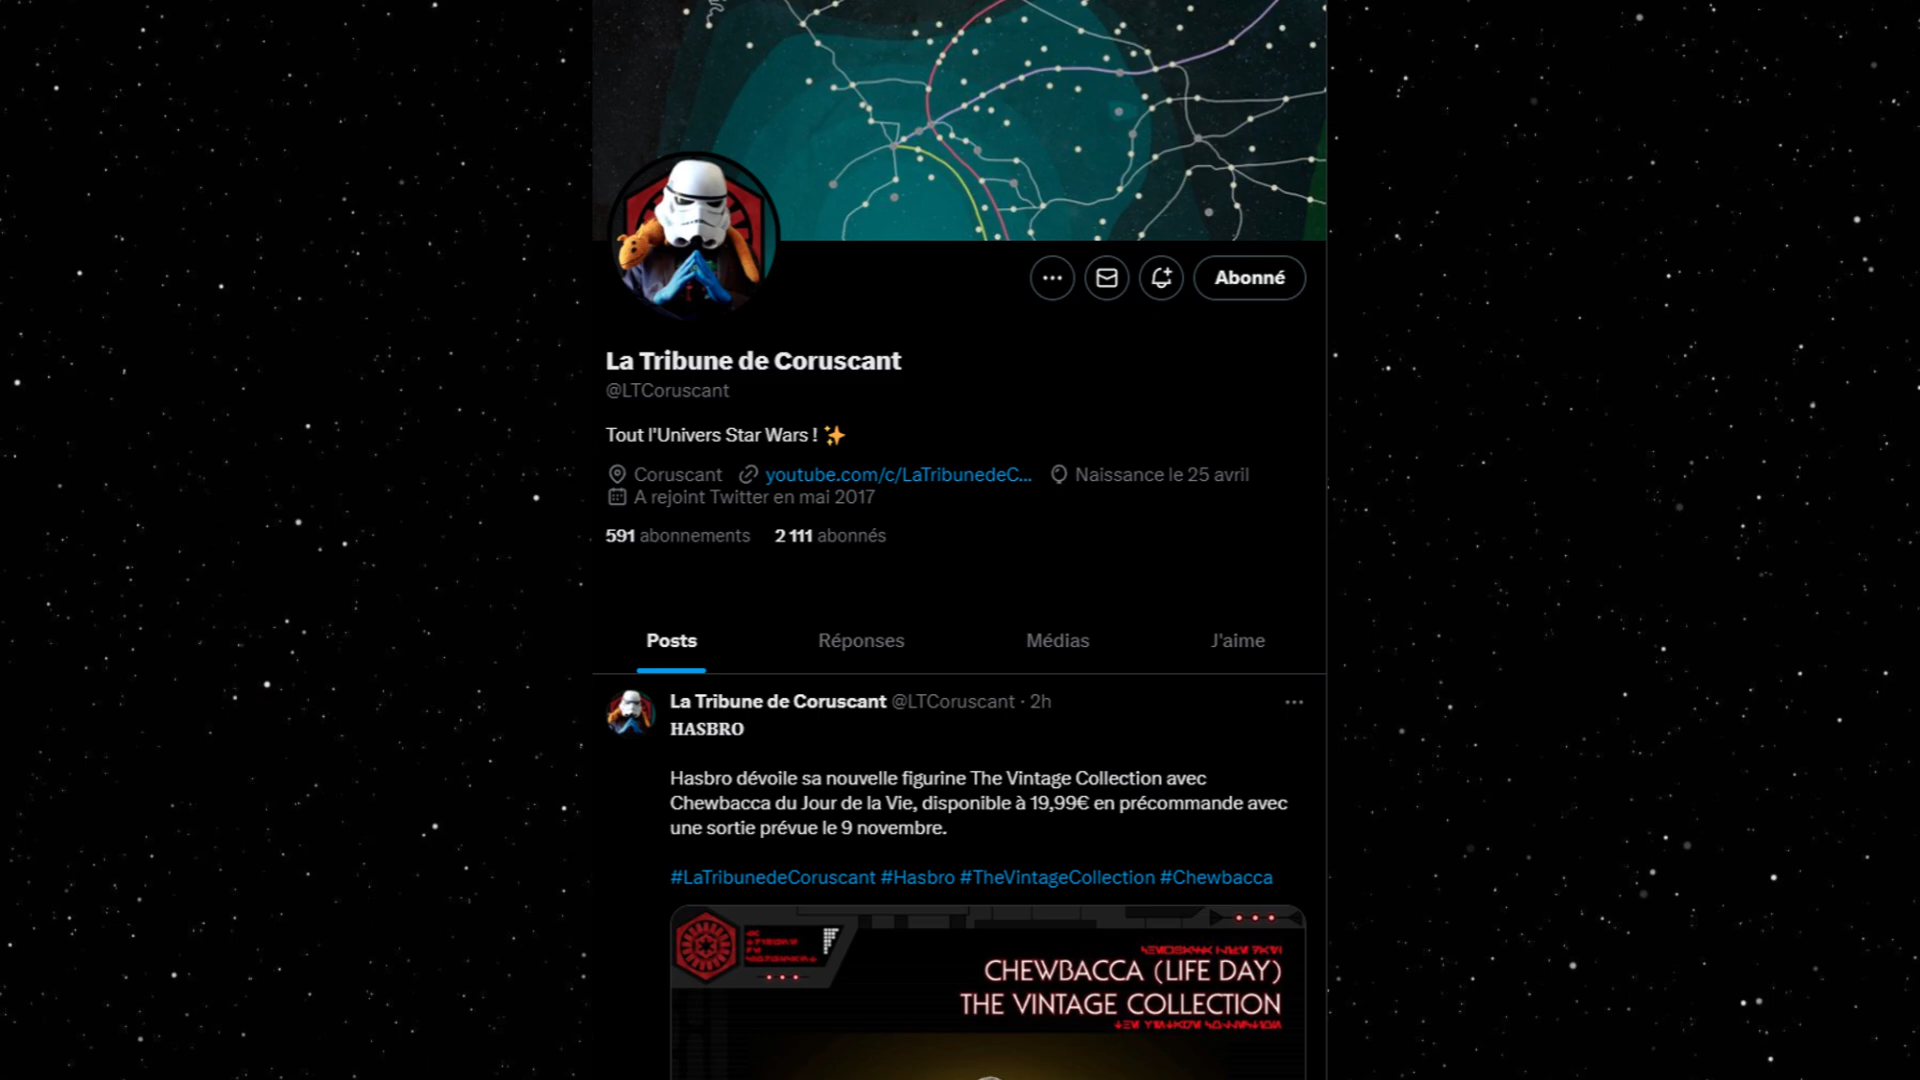 Abonné
La Tribune de Coruscant
@LTCoruscant
Tout l'Univers Star Wars ! ✨
Coruscant youtube.com/c/LaTribunedeC... Naissance le 25 avril
A rejoint Twitter en mai 2017
591 abonnements 2 111 abonnés
Posts Réponses Médias J'aime
La Tribune de Coruscant @LTCoruscant · 2h
HASBRO
Hasbro dévoile sa nouvelle figurine The Vintage Collection avec
Chewbacca du Jour de la Vie, disponible à 19,99€ en précommande avec
une sortie prévue le 9 novembre.
#LaTribunedeCoruscant #Hasbro #TheVintageCollection #Chewbacca
CHEWBACCA (LIFE DAY)
THE VINTAGE COLLECTION